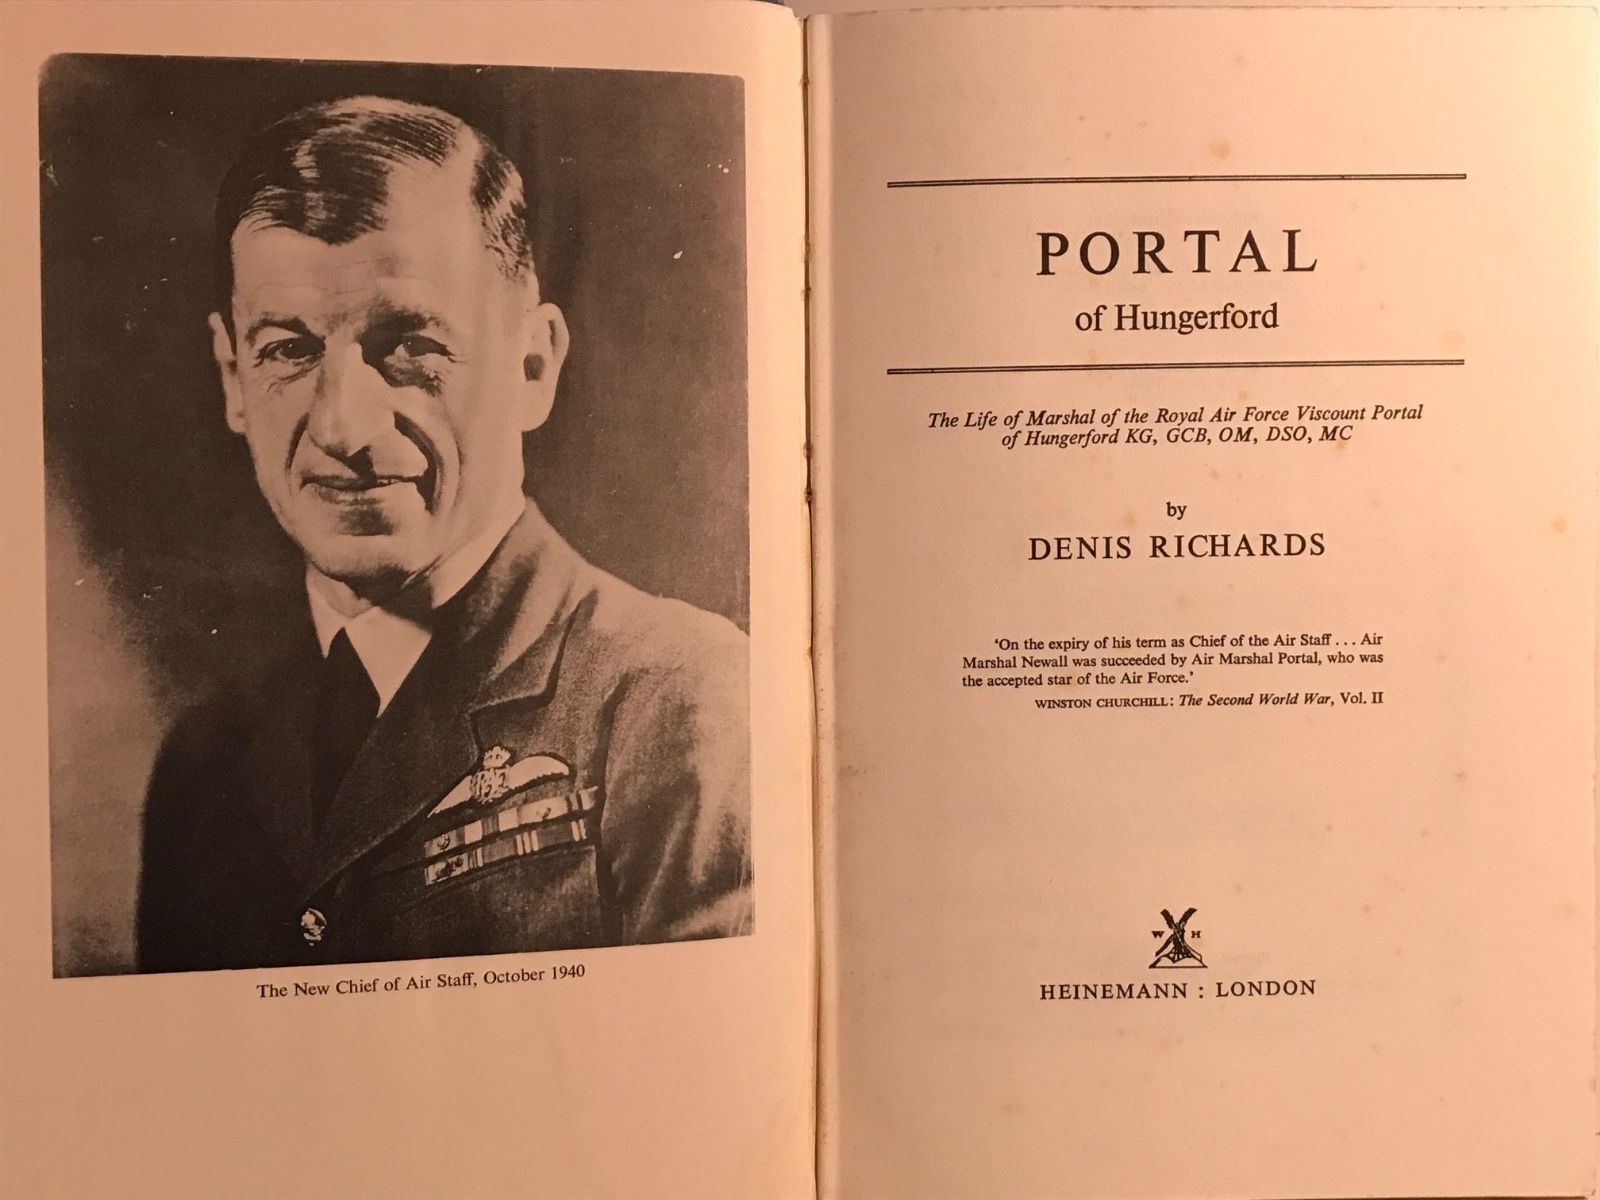 The New Chief of Air Staff, October 1940
PORTAL
of Hungerford
The Life of Marshal of the Royal Air Force Viscount Portal
of Hungerford KG, GCB, OM, DSO, MC
by
DENIS RICHARDS
‘On the expiry of his term as Chief of the Air Staff . . . Air
Marshal Newall was succeeded by Air Marshal Portal, who was
the accepted star of the Air Force.’
WINSTON CHURCHILL: The Second World War, Vol. II
W H
HEINEMANN : LONDON